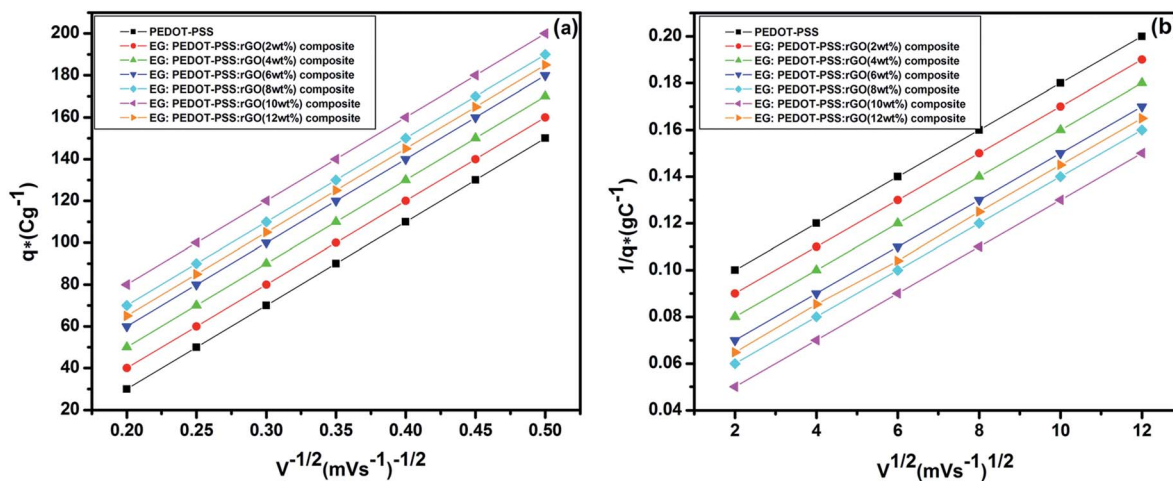 (a)
PEDOT-PSS
EG: PEDOT-PSS:rGO(2wt%) composite
EG: PEDOT-PSS:rGO(4wt%) composite
EG: PEDOT-PSS:rGO(6wt%) composite
EG: PEDOT-PSS:rGO(8wt%) composite
EG: PEDOT-PSS:rGO(10wt%) composite
EG: PEDOT-PSS:rGO(12wt%) composite
q*(Cg⁻¹)
200
180
160
140
120
100
80
60
40
20
0.20 0.25 0.30 0.35 0.40 0.45 0.50
V⁻¹/²(mVs⁻¹)⁻¹/²
(b)
PEDOT-PSS
EG: PEDOT-PSS:rGO(2wt%) composite
EG: PEDOT-PSS:rGO(4wt%) composite
EG: PEDOT-PSS:rGO(6wt%) composite
EG: PEDOT-PSS:rGO(8wt%) composite
EG: PEDOT-PSS:rGO(10wt%) composite
EG: PEDOT-PSS:rGO(12wt%) composite
1/q*(gC⁻¹)
0.20
0.18
0.16
0.14
0.12
0.10
0.08
0.06
0.04
2 4 6 8 10 12
V¹/²(mVs⁻¹)¹/²